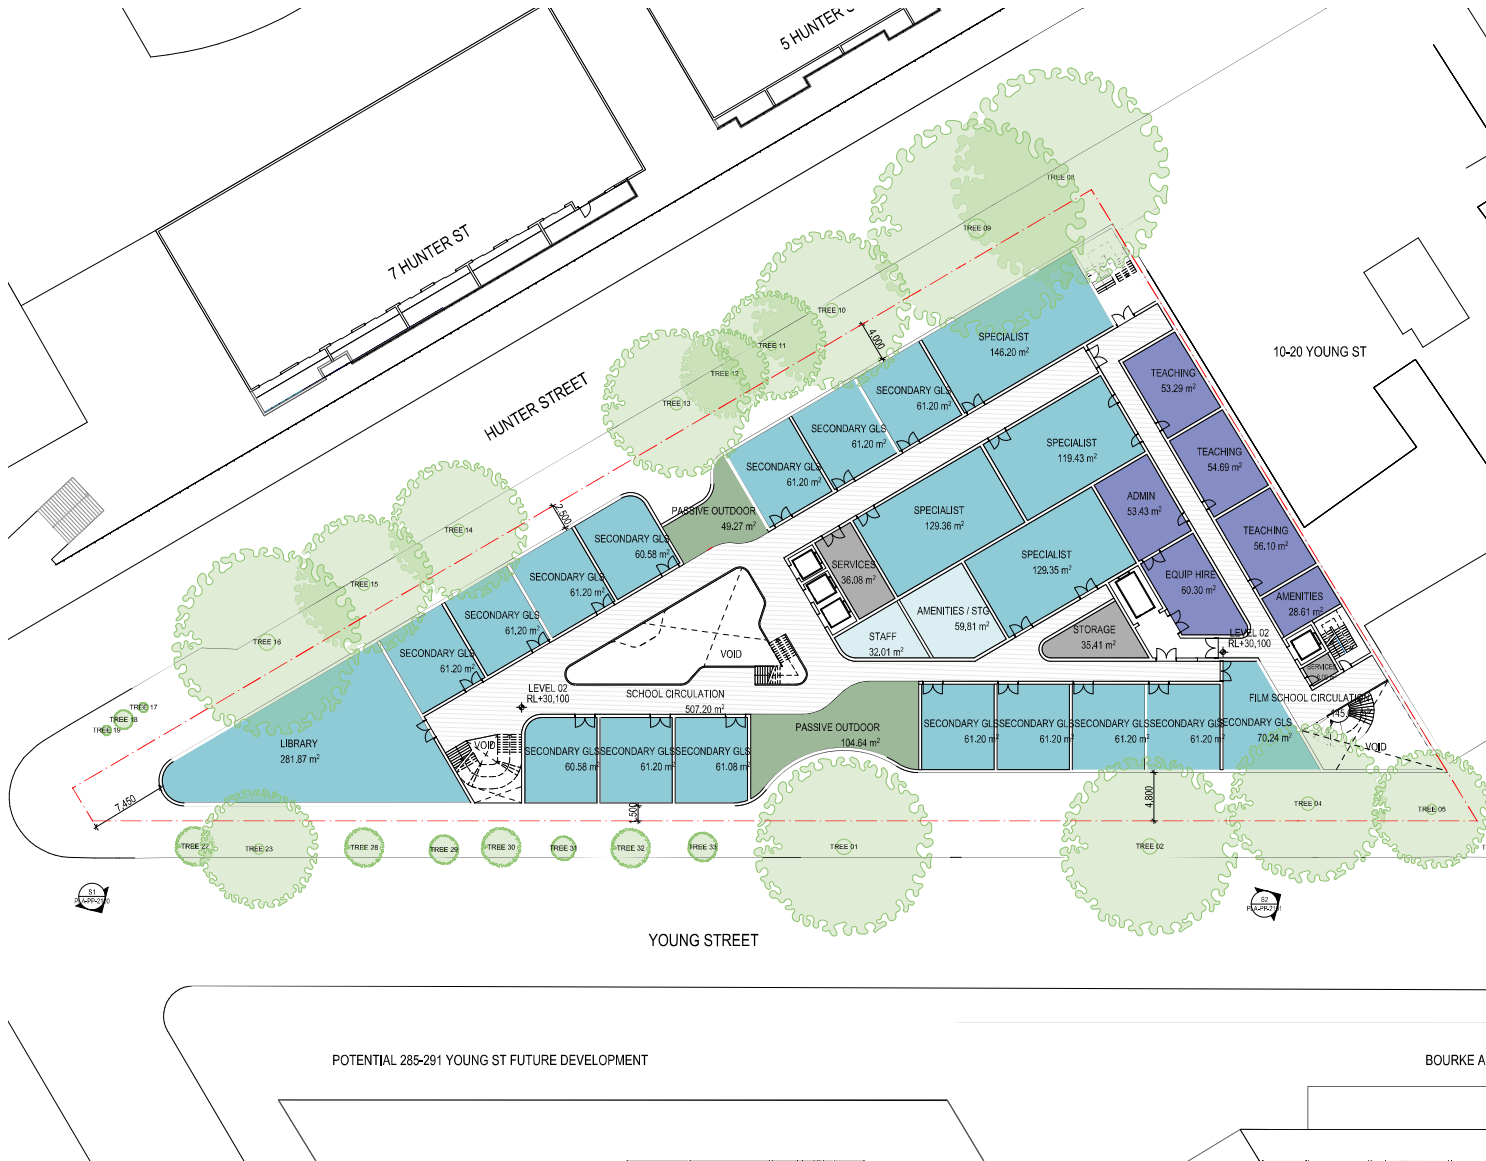 5 HUNTER S
7 HUNTER ST
HUNTER STREET
10-20 YOUNG ST
TREE 08
TREE 09
TREE 10
TREE 11
TREE 12
TREE 13
TREE 14
TREE 15
TREE 16
TREE 17
TREE 18
TREE 19
4,000
2,500
7,450
SPECIALIST
146.20 m²
SECONDARY GLS
61.20 m²
SECONDARY GLS
61.20 m²
SECONDARY GLS
61.20 m²
PASSIVE OUTDOOR
49.27 m²
SECONDARY GLS
60.58 m²
SECONDARY GLS
61.20 m²
SECONDARY GLS
61.20 m²
SECONDARY GLS
61.20 m²
LIBRARY
281.87 m²
TEACHING
53.29 m²
TEACHING
54.69 m²
TEACHING
56.10 m²
AMENITIES
28.61 m²
SPECIALIST
119.43 m²
SPECIALIST
129.36 m²
SPECIALIST
129.35 m²
ADMIN
53.43 m²
EQUIP HIRE
60.30 m²
SERVICES
36.08 m²
AMENITIES / STG
59.81 m²
STAFF
32.01 m²
STORAGE
35.41 m²
LEVEL 02
RL+30,100
SERVICES
VOID
LEVEL 02
RL+30,100
SCHOOL CIRCULATION
507.20 m²
FILM SCHOOL CIRCULATION
VOID
VOID
PASSIVE OUTDOOR
104.64 m²
SECONDARY GLS
60.58 m²
SECONDARY GLS
61.20 m²
SECONDARY GLS
61.08 m²
SECONDARY GLS
61.20 m²
SECONDARY GLS
61.20 m²
SECONDARY GLS
61.20 m²
SECONDARY GLS
61.20 m²
SECONDARY GLS
70.24 m²
1,500
4,800
TREE 22
TREE 23
TREE 28
TREE 29
TREE 30
TREE 31
TREE 32
TREE 33
TREE 01
TREE 02
TREE 04
TREE 05
T
S1
S2
YOUNG STREET
POTENTIAL 285-291 YOUNG ST FUTURE DEVELOPMENT
BOURKE A